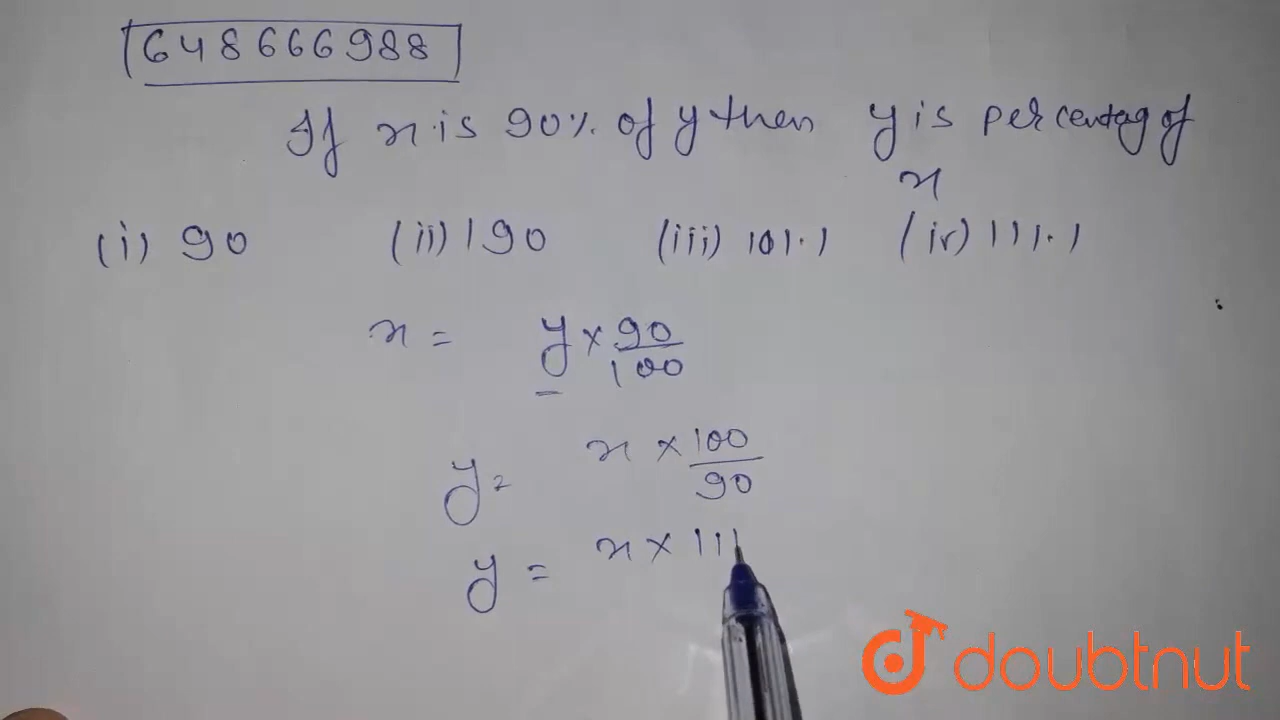 648666988
If x is 90% of y then y is percentag of
x
(i) 90 (ii) 190 (iii) 101.1 (iv) 111.1
x = y × 90/100
y = x × 100/90
y = x × 111
doubtnut